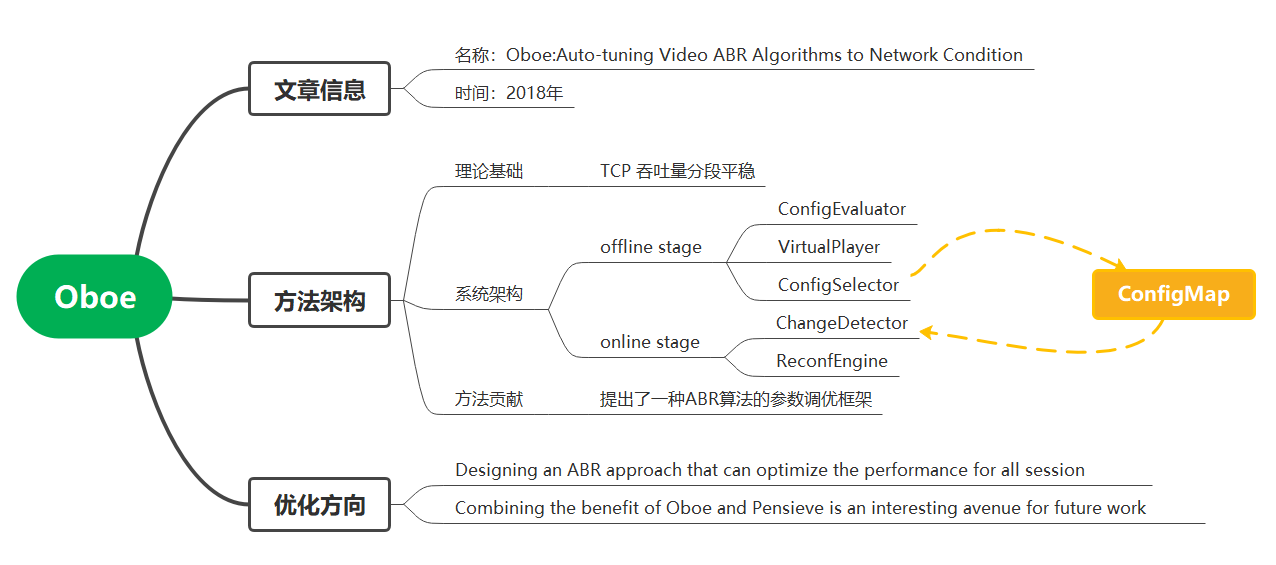 Oboe
文章信息
名称：Oboe:Auto-tuning Video ABR Algorithms to Network Condition
时间：2018年
方法架构
理论基础
TCP 吞吐量分段平稳
系统架构
offline stage
ConfigEvaluator
VirtualPlayer
ConfigSelector
ConfigMap
online stage
ChangeDetector
ReconfEngine
方法贡献
提出了一种ABR算法的参数调优框架
优化方向
Designing an ABR approach that can optimize the performance for all session
Combining the benefit of Oboe and Pensieve is an interesting avenue for future work